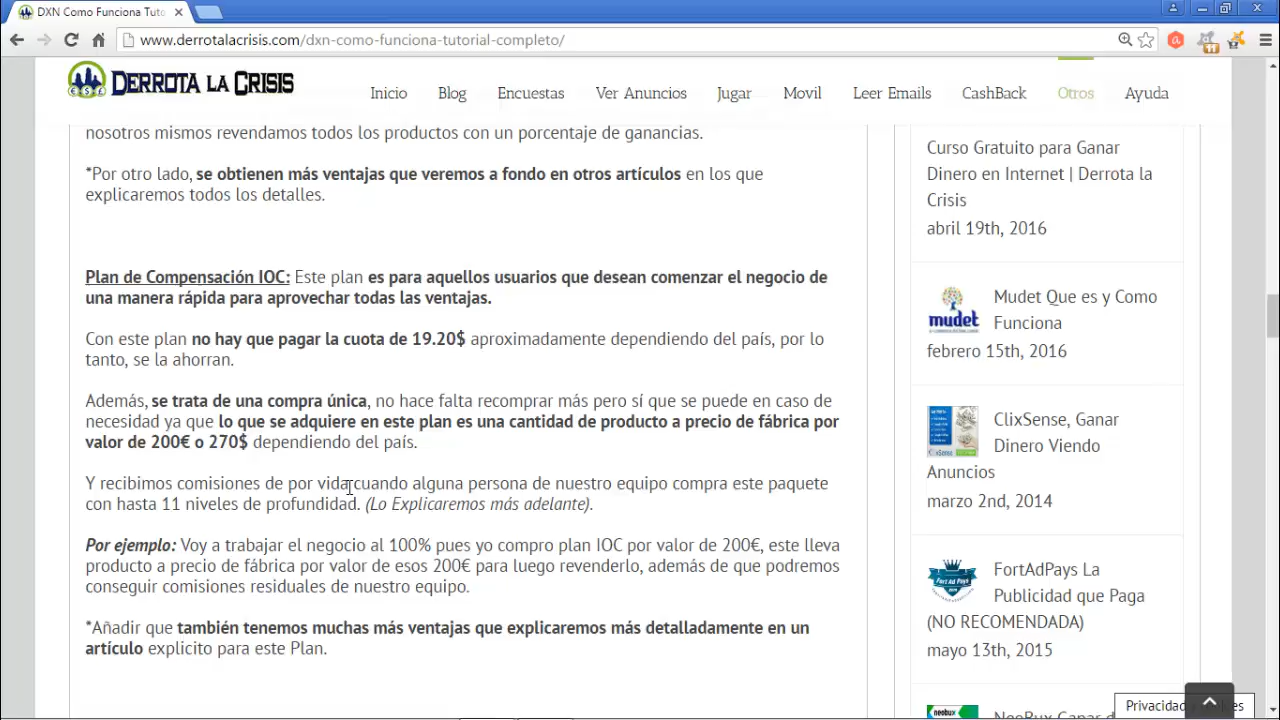 DXN Como Funciona Tuto
www.derrotalacrisis.com/dxn-como-funciona-tutorial-completo/
11
DERROTA LA CRISIS
€ $ £
Inicio Blog Encuestas Ver Anuncios Jugar Movil Leer Emails CashBack Otros Ayuda
nosotros mismos revendamos todos los productos con un porcentaje de ganancias.
*Por otro lado, se obtienen más ventajas que veremos a fondo en otros artículos en los que
explicaremos todos los detalles.
Plan de Compensación IOC: Este plan es para aquellos usuarios que desean comenzar el negocio de
una manera rápida para aprovechar todas las ventajas.
Con este plan no hay que pagar la cuota de 19.20$ aproximadamente dependiendo del país, por lo
tanto, se la ahorran.
Además, se trata de una compra única, no hace falta recomprar más pero sí que se puede en caso de
necesidad ya que lo que se adquiere en este plan es una cantidad de producto a precio de fábrica por
valor de 200€ o 270$ dependiendo del país.
Y recibimos comisiones de por vida cuando alguna persona de nuestro equipo compra este paquete
con hasta 11 niveles de profundidad. (Lo Explicaremos más adelante).
Por ejemplo: Voy a trabajar el negocio al 100% pues yo compro plan IOC por valor de 200€, este lleva
producto a precio de fábrica por valor de esos 200€ para luego revenderlo, además de que podremos
conseguir comisiones residuales de nuestro equipo.
*Añadir que también tenemos muchas más ventajas que explicaremos más detalladamente en un
artículo explicito para este Plan.
Curso Gratuito para Ganar
Dinero en Internet | Derrota la
Crisis
abril 19th, 2016
mudet
Mudet Que es y Como
Funciona
febrero 15th, 2016
ClixSense, Ganar
Dinero Viendo
Anuncios
marzo 2nd, 2014
FORT AD PAYS
FortAdPays La
Publicidad que Paga
(NO RECOMENDADA)
mayo 13th, 2015
neobux
Privacidad